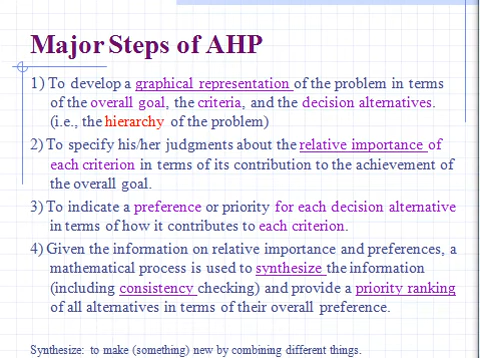 Major Steps of AHP
1) To develop a graphical representation of the problem in terms
of the overall goal, the criteria, and the decision alternatives.
(i.e., the hierarchy of the problem)
2) To specify his/her judgments about the relative importance of
each criterion in terms of its contribution to the achievement of
the overall goal.
3) To indicate a preference or priority for each decision alternative
in terms of how it contributes to each criterion.
4) Given the information on relative importance and preferences, a
mathematical process is used to synthesize the information
(including consistency checking) and provide a priority ranking
of all alternatives in terms of their overall preference.
Synthesize: to make (something) new by combining different things.